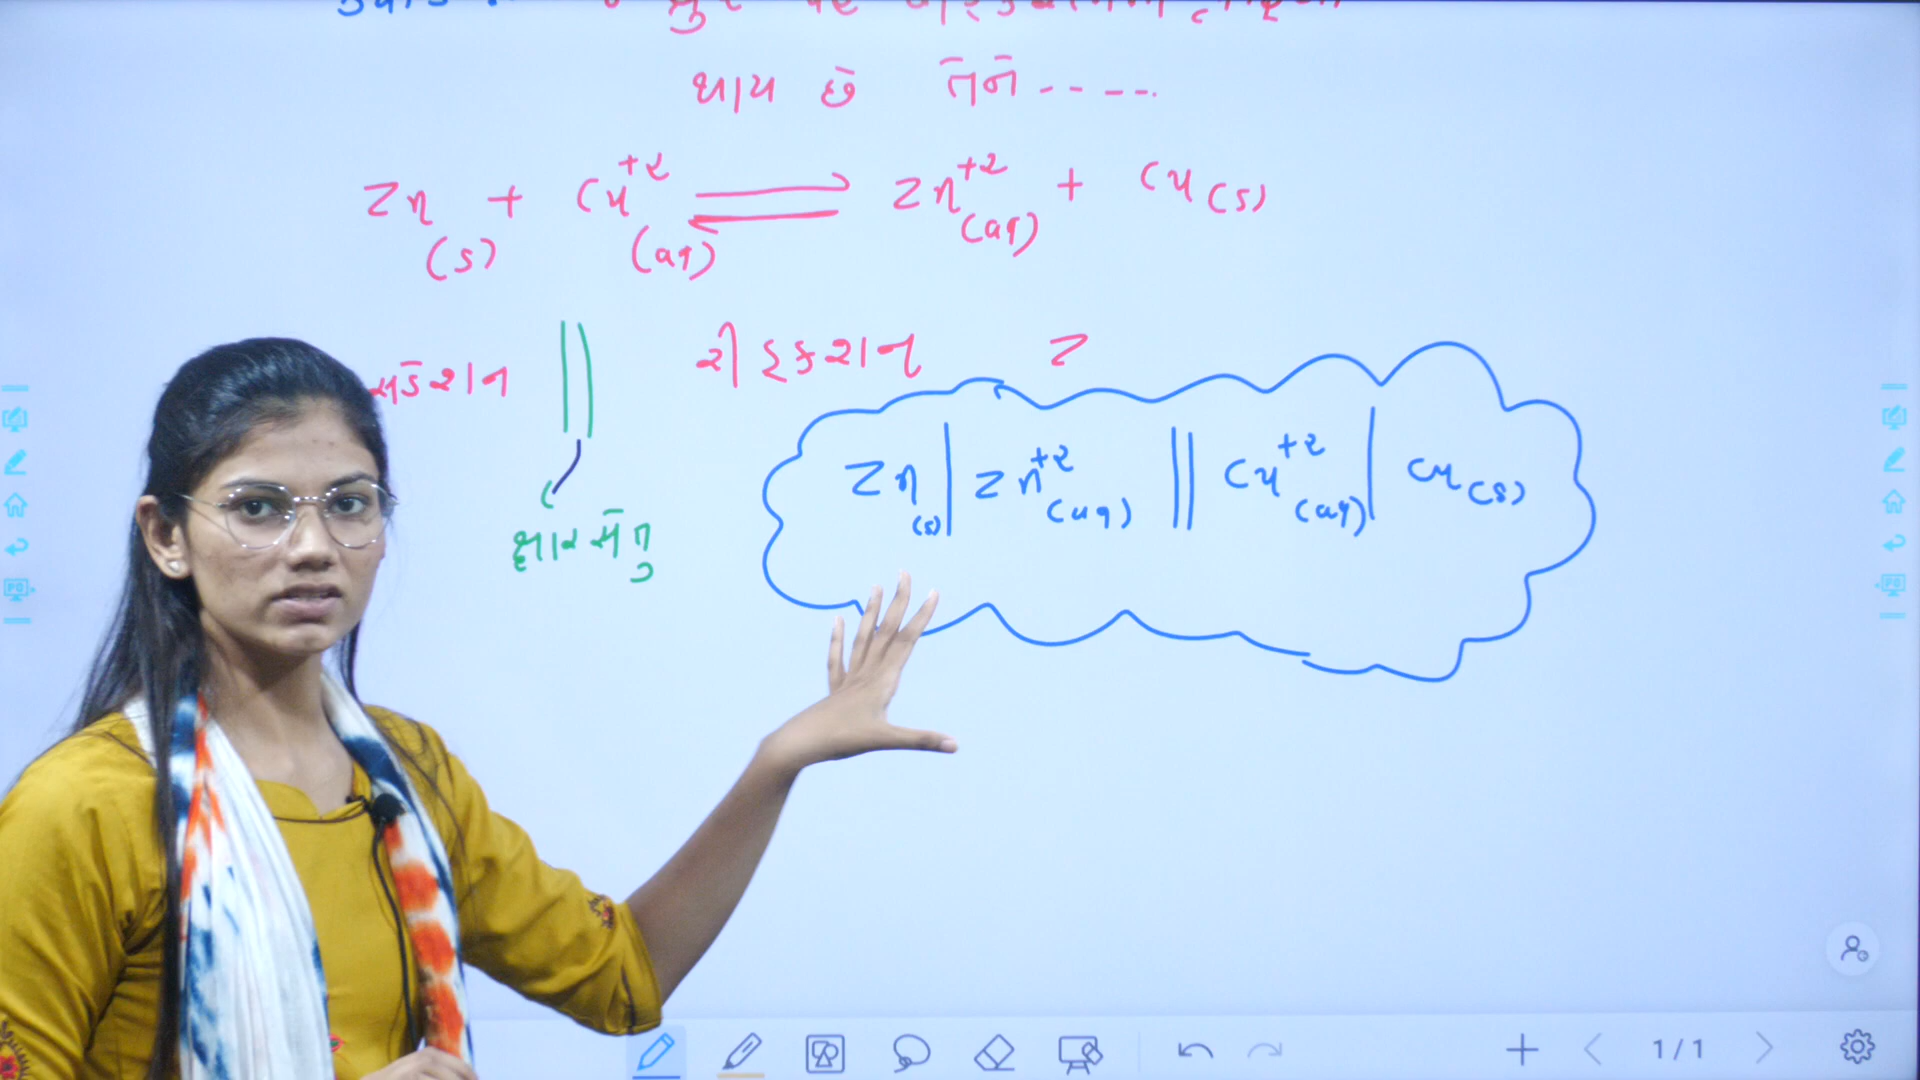 થાય છે તેને -----.
Zn(s) + Cu+2(aq) ⇌ Zn+2(aq) + Cu(s)
રીડક્શન Z
Zn(s) | Zn+2(aq) || Cu+2(aq) | Cu(s)
ક્ષારસેતુ
1/1